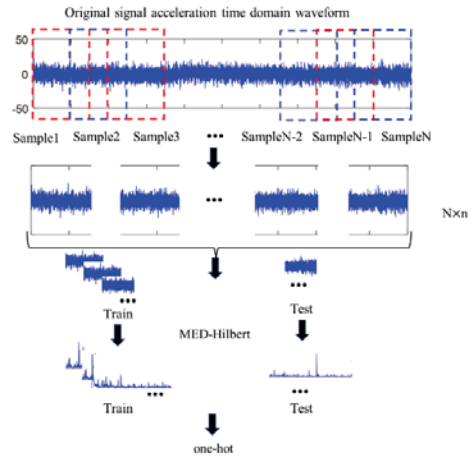 Original signal acceleration time domain waveform
50
0
-50
Sample1 Sample2 Sample3 ••• SampleN-2 SampleN-1 SampleN
•••
N×n
••• •••
Train Test
MED-Hilbert
••• •••
Train Test
one-hot